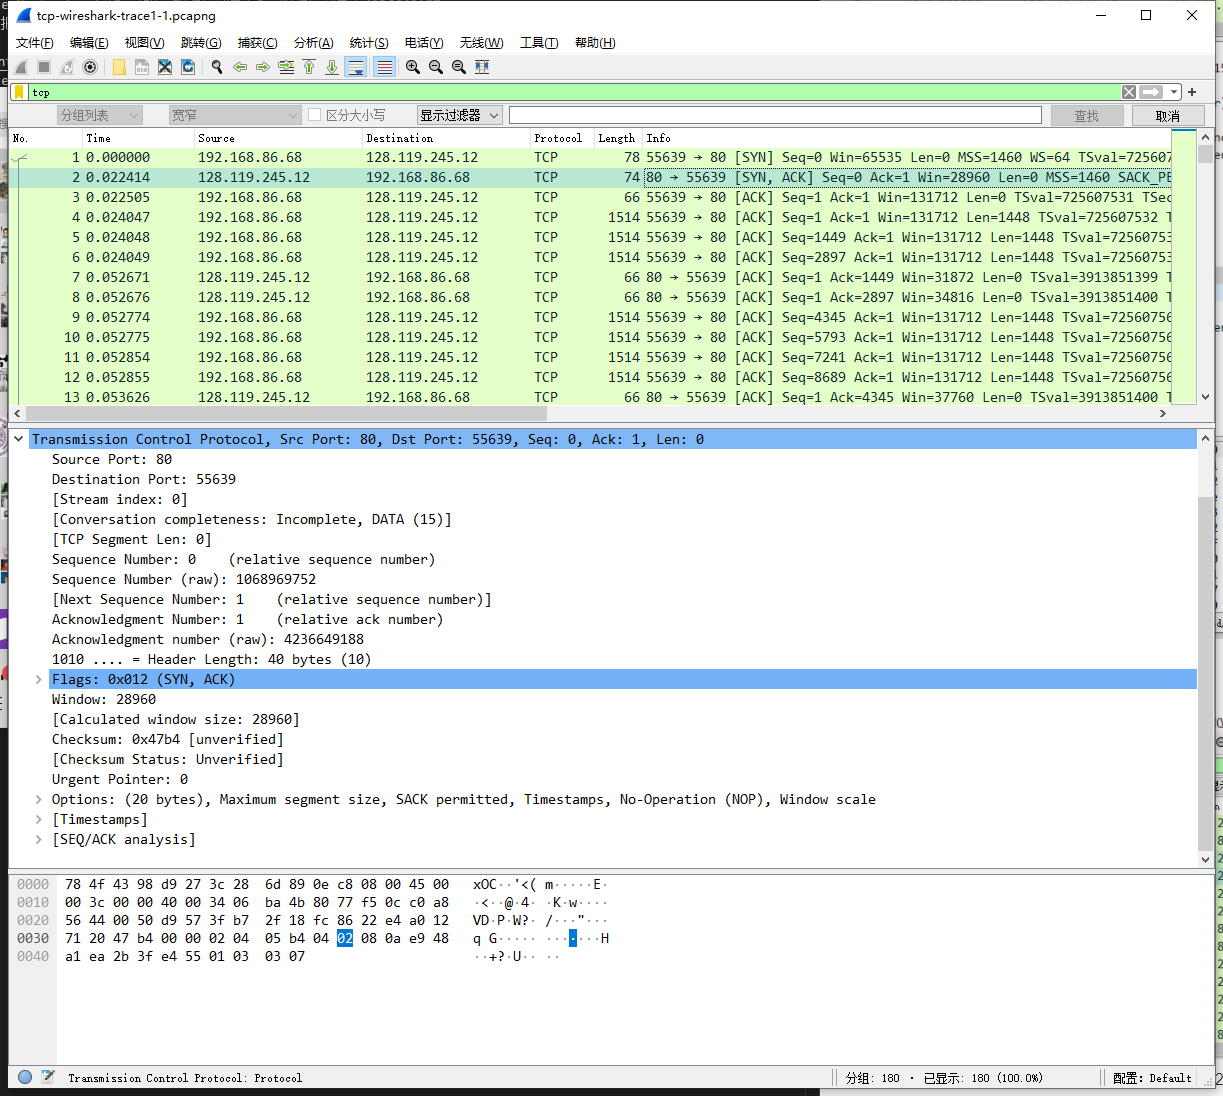 tcp-wireshark-trace1-1.pcapng
文件(F) 编辑(E) 视图(V) 跳转(G) 捕获(C) 分析(A) 统计(S) 电话(Y) 无线(W) 工具(T) 帮助(H)
tcp
分组列表 宽窄 区分大小写 显示过滤器 查找 取消
No. Time Source Destination Protocol Length Info
1 0.000000 192.168.86.68 128.119.245.12 TCP 78 55639 → 80 [SYN] Seq=0 Win=65535 Len=0 MSS=1460 WS=64 TSval=725607
2 0.022414 128.119.245.12 192.168.86.68 TCP 74 80 → 55639 [SYN, ACK] Seq=0 Ack=1 Win=28960 Len=0 MSS=1460 SACK_PE
3 0.022505 192.168.86.68 128.119.245.12 TCP 66 55639 → 80 [ACK] Seq=1 Ack=1 Win=131712 Len=0 TSval=725607531 TSec
4 0.024047 192.168.86.68 128.119.245.12 TCP 1514 55639 → 80 [ACK] Seq=1 Ack=1 Win=131712 Len=1448 TSval=725607532 T
5 0.024048 192.168.86.68 128.119.245.12 TCP 1514 55639 → 80 [ACK] Seq=1449 Ack=1 Win=131712 Len=1448 TSval=72560753
6 0.024049 192.168.86.68 128.119.245.12 TCP 1514 55639 → 80 [ACK] Seq=2897 Ack=1 Win=131712 Len=1448 TSval=72560753
7 0.052671 128.119.245.12 192.168.86.68 TCP 66 80 → 55639 [ACK] Seq=1 Ack=1449 Win=31872 Len=0 TSval=3913851399 T
8 0.052676 128.119.245.12 192.168.86.68 TCP 66 80 → 55639 [ACK] Seq=1 Ack=2897 Win=34816 Len=0 TSval=3913851400 T
9 0.052774 192.168.86.68 128.119.245.12 TCP 1514 55639 → 80 [ACK] Seq=4345 Ack=1 Win=131712 Len=1448 TSval=72560756
10 0.052775 192.168.86.68 128.119.245.12 TCP 1514 55639 → 80 [ACK] Seq=5793 Ack=1 Win=131712 Len=1448 TSval=72560756
11 0.052854 192.168.86.68 128.119.245.12 TCP 1514 55639 → 80 [ACK] Seq=7241 Ack=1 Win=131712 Len=1448 TSval=72560756
12 0.052855 192.168.86.68 128.119.245.12 TCP 1514 55639 → 80 [ACK] Seq=8689 Ack=1 Win=131712 Len=1448 TSval=72560756
13 0.053626 128.119.245.12 192.168.86.68 TCP 66 80 → 55639 [ACK] Seq=1 Ack=4345 Win=37760 Len=0 TSval=3913851400 T
Transmission Control Protocol, Src Port: 80, Dst Port: 55639, Seq: 0, Ack: 1, Len: 0
Source Port: 80
Destination Port: 55639
[Stream index: 0]
[Conversation completeness: Incomplete, DATA (15)]
[TCP Segment Len: 0]
Sequence Number: 0 (relative sequence number)
Sequence Number (raw): 1068969752
[Next Sequence Number: 1 (relative sequence number)]
Acknowledgment Number: 1 (relative ack number)
Acknowledgment number (raw): 4236649188
1010 .... = Header Length: 40 bytes (10)
Flags: 0x012 (SYN, ACK)
Window: 28960
[Calculated window size: 28960]
Checksum: 0x47b4 [unverified]
[Checksum Status: Unverified]
Urgent Pointer: 0
Options: (20 bytes), Maximum segment size, SACK permitted, Timestamps, No-Operation (NOP), Window scale
[Timestamps]
[SEQ/ACK analysis]
0000 78 4f 43 98 d9 27 3c 28 6d 89 0e c8 08 00 45 00 xOC··'<( m·····E·
0010 00 3c 00 00 40 00 34 06 ba 4b 80 77 f5 0c c0 a8 ·<··@·4· ·K·w····
0020 56 44 00 50 d9 57 3f b7 2f 18 fc 86 22 e4 a0 12 VD·P·W?· /···"···
0030 71 20 47 b4 00 00 02 04 05 b4 04 02 08 0a e9 48 q G····· ·······H
0040 a1 ea 2b 3f e4 55 01 03 03 07 ··+?·U·· ··
Transmission Control Protocol: Protocol 分组: 180 · 已显示: 180 (100.0%) 配置: Default